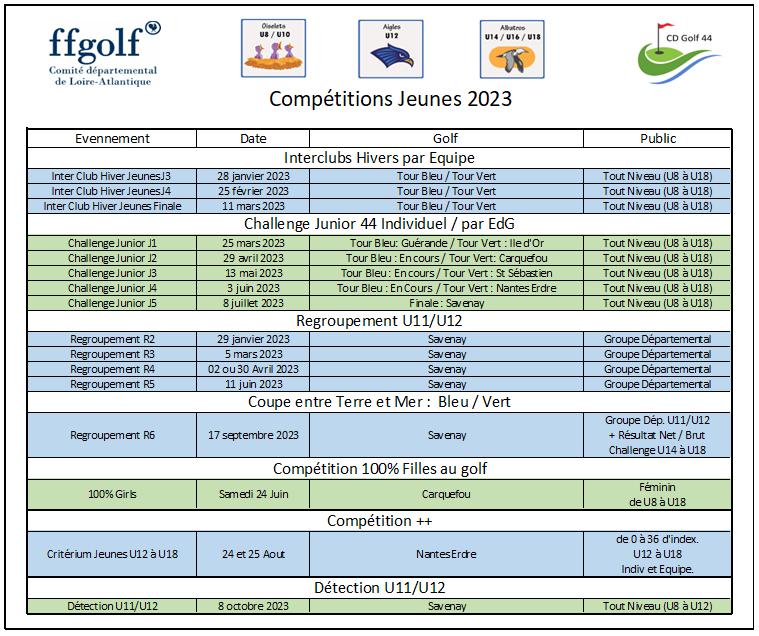 ffgolf
Comité départemental
de Loire-Atlantique
Oiselets
U8 / U10
Aigles
U12
Albatros
U14 / U16 / U18
CD Golf 44
Compétitions Jeunes 2023
Evennement Date Golf Public
Interclubs Hivers par Equipe
Inter Club Hiver Jeunes J3 28 janvier 2023 Tour Bleu / Tour Vert Tout Niveau (U8 à U18)
Inter Club Hiver Jeunes J4 25 février 2023 Tour Bleu / Tour Vert Tout Niveau (U8 à U18)
Inter Club Hiver Jeunes Finale 11 mars 2023 Tour Bleu / Tour Vert Tout Niveau (U8 à U18)
Challenge Junior 44 Individuel / par EdG
Challenge Junior J1 25 mars 2023 Tour Bleu: Guérande / Tour Vert : Ile d'Or Tout Niveau (U8 à U18)
Challenge Junior J2 29 avril 2023 Tour Bleu : En cours / Tour Vert: Carquefou Tout Niveau (U8 à U18)
Challenge Junior J3 13 mai 2023 Tour Bleu : En cours / Tour Vert : St Sébastien Tout Niveau (U8 à U18)
Challenge Junior J4 3 juin 2023 Tour Bleu : En Cours / Tour Vert : Nantes Erdre Tout Niveau (U8 à U18)
Challenge Junior J5 8 juillet 2023 Finale : Savenay Tout Niveau (U8 à U18)
Regroupement U11/U12
Regroupement R2 29 janvier 2023 Savenay Groupe Départemental
Regroupement R3 5 mars 2023 Savenay Groupe Départemental
Regroupement R4 02 ou 30 Avril 2023 Savenay Groupe Départemental
Regroupement R5 11 juin 2023 Savenay Groupe Départemental
Coupe entre Terre et Mer : Bleu / Vert
Regroupement R6 17 septembre 2023 Savenay Groupe Dép. U11/U12
+ Résultat Net / Brut
Challenge U14 à U18
Compétition 100% Filles au golf
100% Girls Samedi 24 Juin Carquefou Féminin
de U8 à U18
Compétition ++
Critérium Jeunes U12 à U18 24 et 25 Aout Nantes Erdre de 0 à 36 d'index.
U12 à U18
Indiv et Equipe.
Détection U11/U12
Détection U11/U12 8 octobre 2023 Savenay Tout Niveau (U8 à U12)